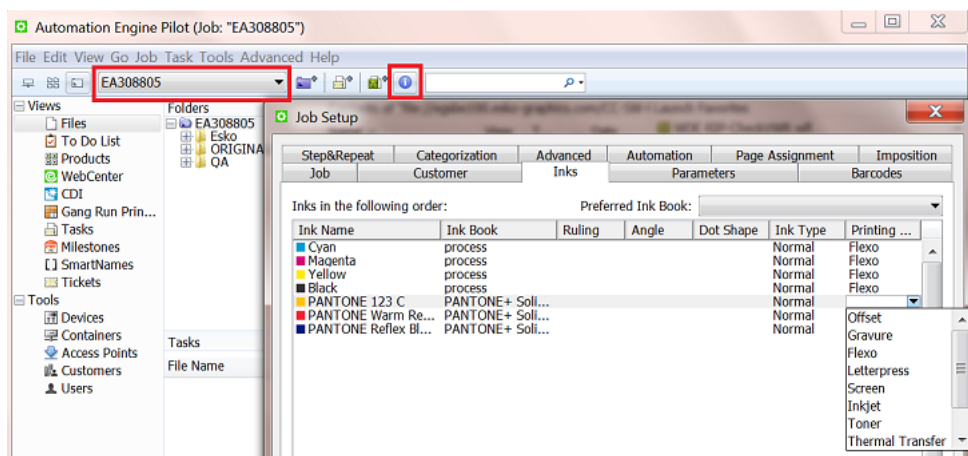 Automation Engine Pilot (Job: "EA308805")
File Edit View Go Job Task Tools Advanced Help
EA308805
Views
Files
To Do List
Products
WebCenter
CDI
Gang Run Prin...
Tasks
Milestones
SmartNames
Tickets
Tools
Devices
Containers
Access Points
Customers
Users
Folders
EA308805
Esko
ORIGINA
QA
Tasks
File Name
Job Setup
Step&Repeat Categorization Advanced Automation Page Assignment Imposition
Job Customer Inks Parameters Barcodes
Inks in the following order: Preferred Ink Book:
Ink Name Ink Book Ruling Angle Dot Shape Ink Type Printing ...
Cyan process Normal Flexo
Magenta process Normal Flexo
Yellow process Normal Flexo
Black process Normal Flexo
PANTONE 123 C PANTONE+ Soli... Normal
PANTONE Warm Re... PANTONE+ Soli... Normal
PANTONE Reflex Bl... PANTONE+ Soli... Normal
Offset
Gravure
Flexo
Letterpress
Screen
Inkjet
Toner
Thermal Transfer